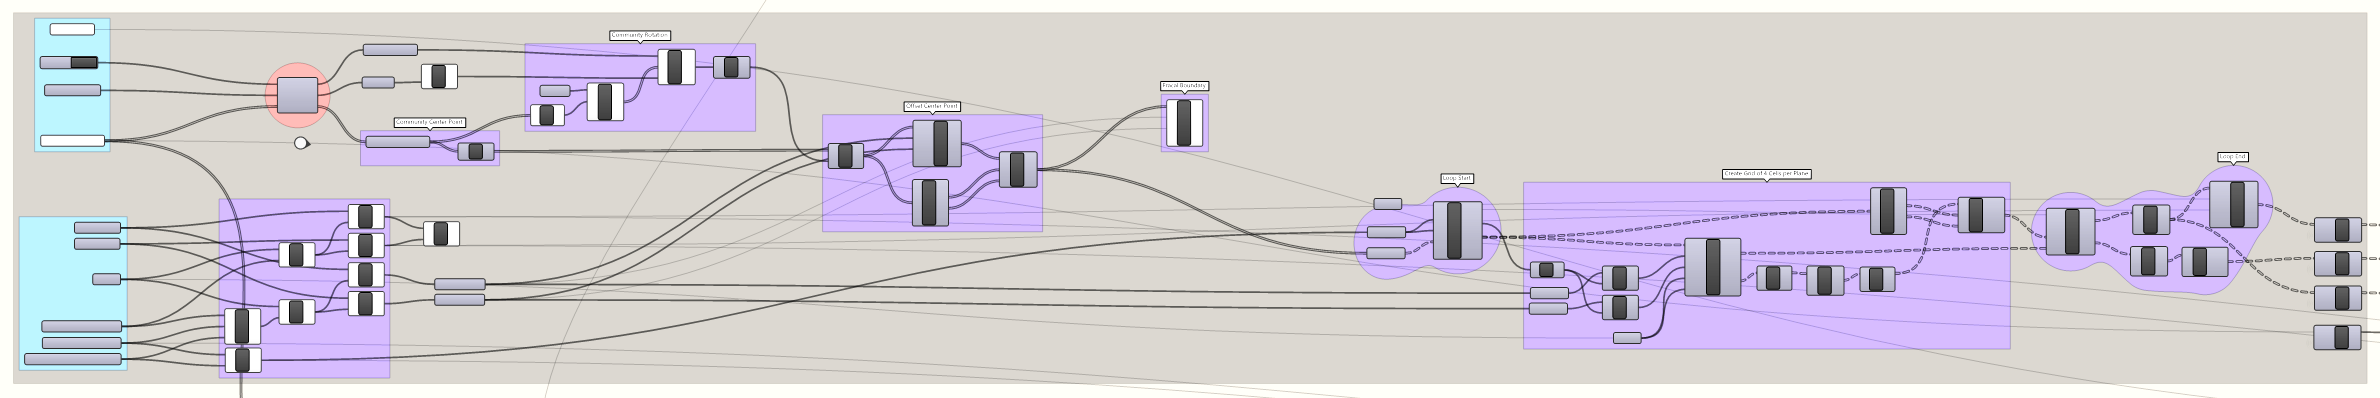 Community Rotation
Fractal Boundary
Offset Center Point
Community Center Point
Loop End
Create Grid of 4 Cells per Plane
Loop Start